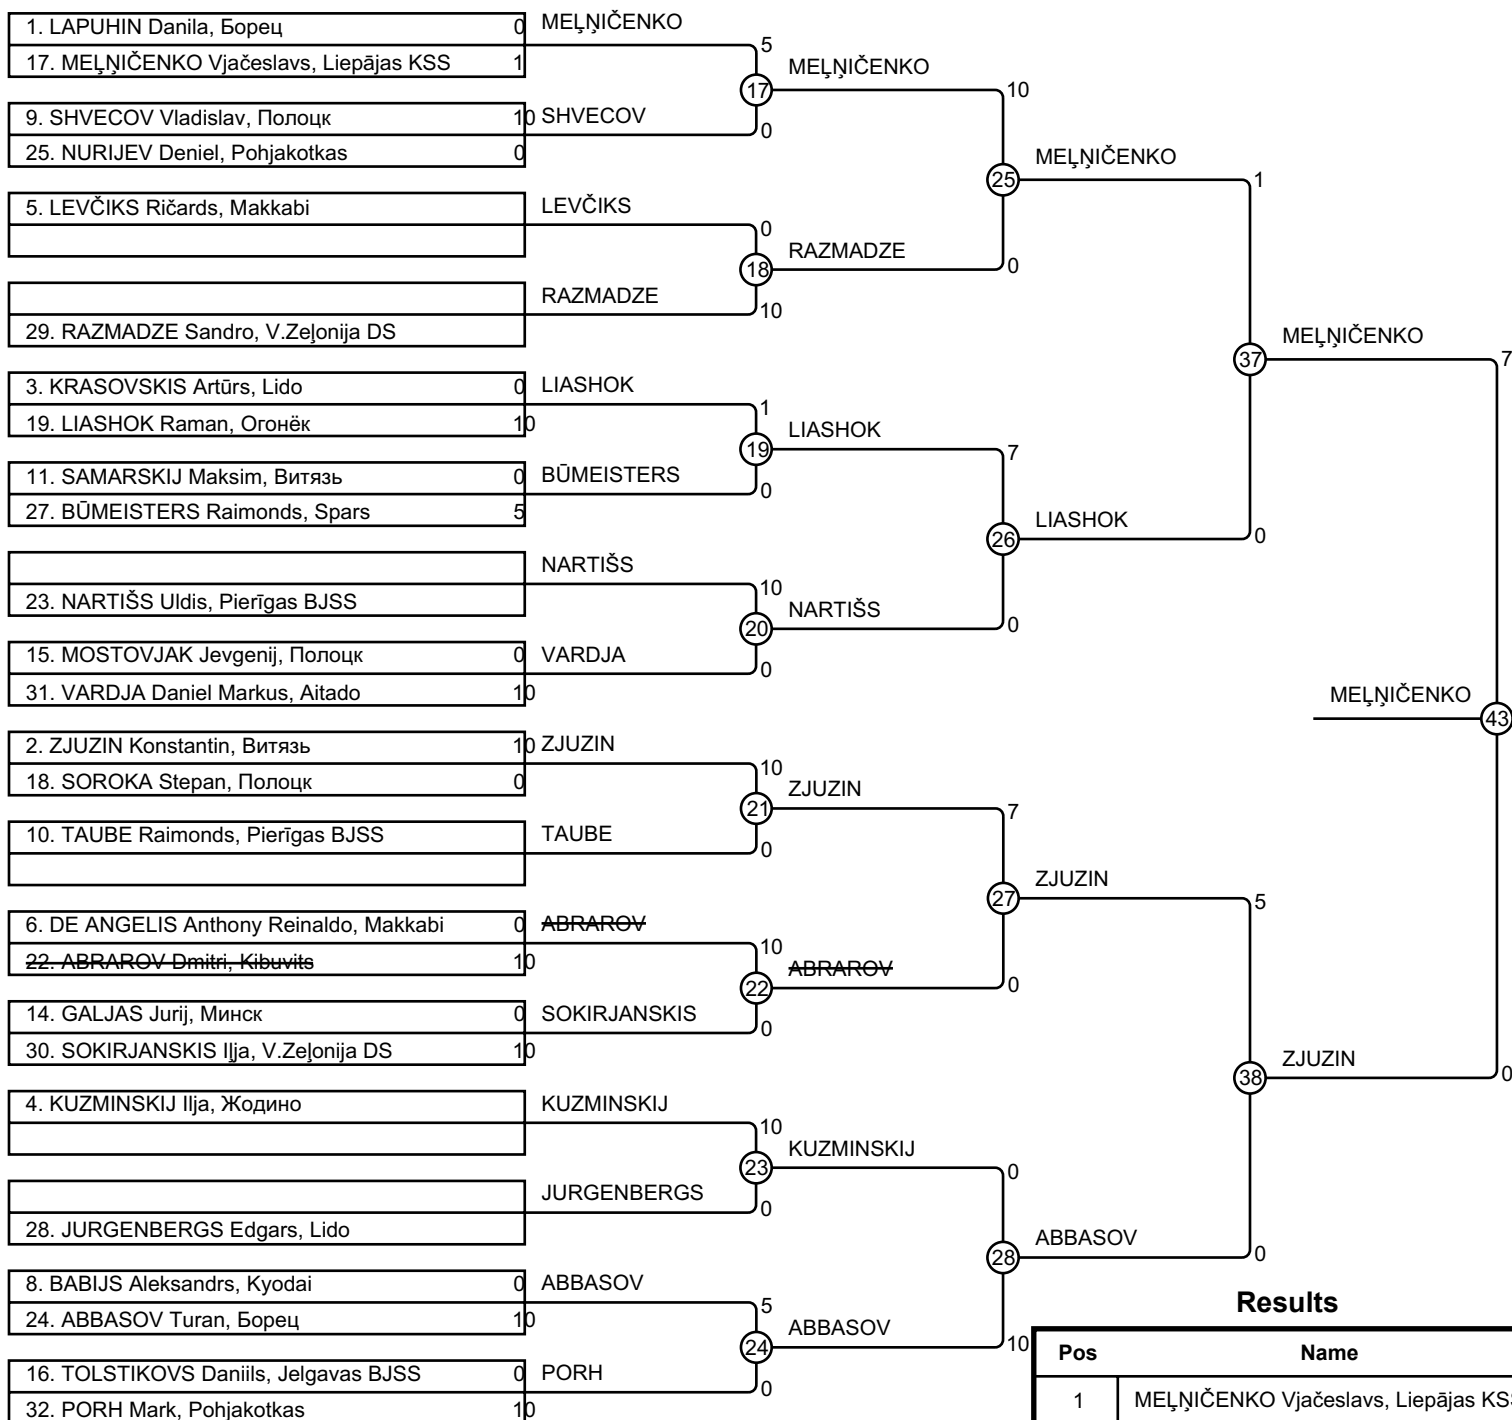 1. LAPUHIN Danila, Борец 0
17. MEĻŅIČENKO Vjačeslavs, Liepājas KSS 1
9. SHVECOV Vladislav, Полоцк 10
25. NURIJEV Deniel, Pohjakotkas 0
5. LEVČIKS Ričards, Makkabi
29. RAZMADZE Sandro, V.Zeļonija DS
3. KRASOVSKIS Artūrs, Lido 0
19. LIASHOK Raman, Огонёк 10
11. SAMARSKIJ Maksim, Витязь 0
27. BŪMEISTERS Raimonds, Spars 5
23. NARTIŠS Uldis, Pierīgas BJSS
15. MOSTOVJAK Jevgenij, Полоцк 0
31. VARDJA Daniel Markus, Aitado 10
2. ZJUZIN Konstantin, Витязь 10
18. SOROKA Stepan, Полоцк 0
10. TAUBE Raimonds, Pierīgas BJSS
6. DE ANGELIS Anthony Reinaldo, Makkabi 0
22. ABRAROV Dmitri, Kibuvits 10
14. GALJAS Jurij, Минск 0
30. SOKIRJANSKIS Iļja, V.Zeļonija DS 10
4. KUZMINSKIJ Ilja, Жодино
28. JURGENBERGS Edgars, Lido
8. BABIJS Aleksandrs, Kyodai 0
24. ABBASOV Turan, Борец 10
16. TOLSTIKOVS Daniils, Jelgavas BJSS 0
32. PORH Mark, Pohjakotkas 10
MEĻŅIČENKO
5
17
SHVECOV
0
LEVČIKS
0
18
RAZMADZE
10
LIASHOK
1
19
BŪMEISTERS
0
NARTIŠS
10
20
VARDJA
0
ZJUZIN
10
21
TAUBE
0
ABRAROV
10
22
SOKIRJANSKIS
0
KUZMINSKIJ
10
23
JURGENBERGS
0
ABBASOV
5
24
PORH
0
MEĻŅIČENKO
10
25
RAZMADZE
0
LIASHOK
7
26
NARTIŠS
0
ZJUZIN
7
27
ABRAROV
0
KUZMINSKIJ
0
28
ABBASOV
10
MEĻŅIČENKO
1
37
LIASHOK
0
ZJUZIN
5
38
ABBASOV
0
MEĻŅIČENKO
7
MEĻŅIČENKO
43
ZJUZIN
0
Results
Pos Name
1 MEĻŅIČENKO Vjačeslavs, Liepājas